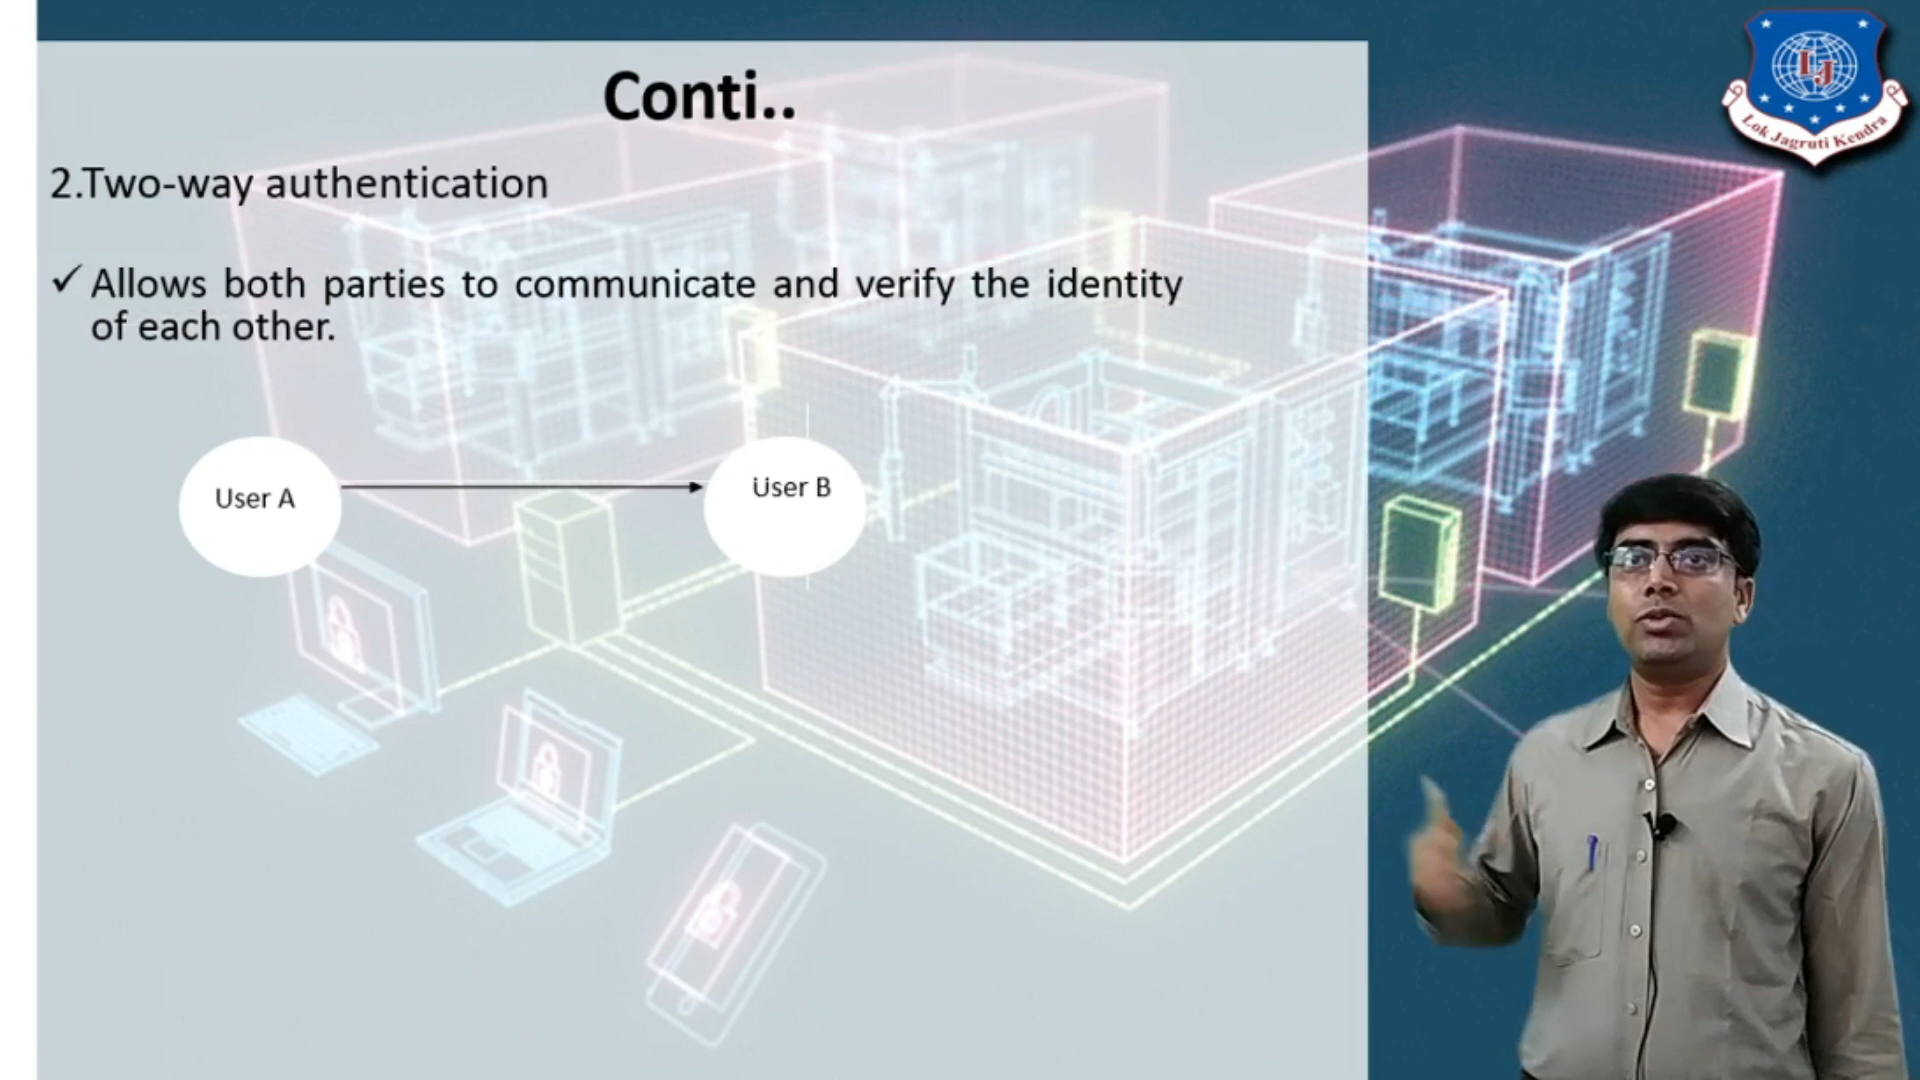 Conti..
2.Two-way authentication
✓ Allows both parties to communicate and verify the identity
of each other.
User A
User B
LJ
Lok Jagruti Kendra